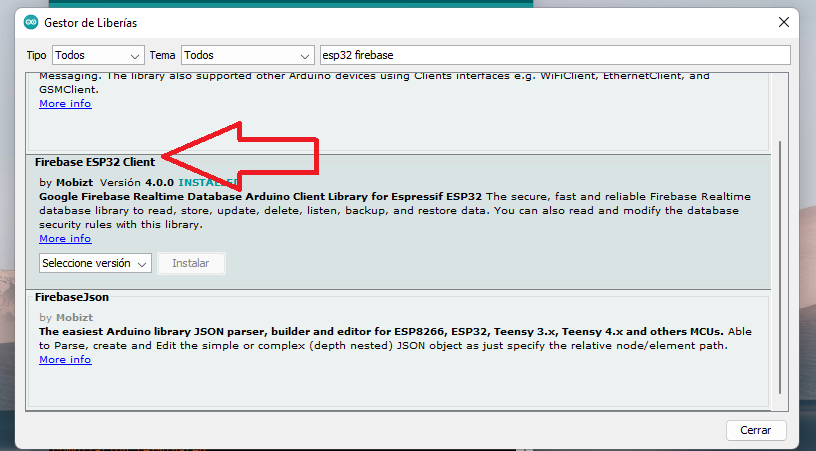 Gestor de Liberías
Tipo Todos Tema Todos esp32 firebase
Messaging. The library also supported other Arduino devices using Clients interfaces e.g. WiFiClient, EthernetClient, and
GSMClient.
More info
Firebase ESP32 Client
by Mobizt Versión 4.0.0 INSTALLED
Google Firebase Realtime Database Arduino Client Library for Espressif ESP32 The secure, fast and reliable Firebase Realtime
database library to read, store, update, delete, listen, backup, and restore data. You can also read and modify the database
security rules with this library.
More info
Seleccione versión Instalar
FirebaseJson
by Mobizt
The easiest Arduino library JSON parser, builder and editor for ESP8266, ESP32, Teensy 3.x, Teensy 4.x and others MCUs. Able
to Parse, create and Edit the simple or complex (depth nested) JSON object as just specify the relative node/element path.
More info
Cerrar